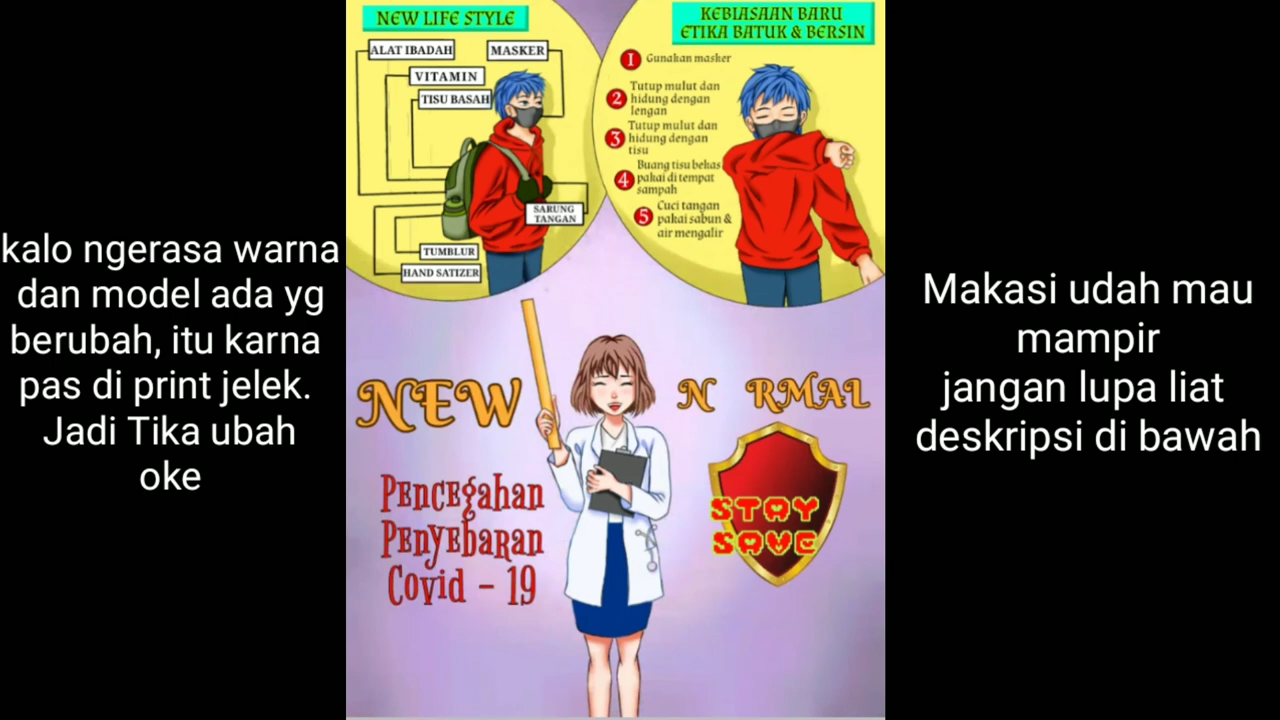 kalo ngerasa warna
dan model ada yg
berubah, itu karna
pas di print jelek.
Jadi Tika ubah
oke
NEW LIFE STYLE
ALAT IBADAH
MASKER
VITAMIN
TISU BASAH
SARUNG
TANGAN
TUMBLUR
HAND SATIZER
KEBIASAAN BARU
ETIKA BATUK & BERSIN
1 Gunakan masker
2 Tutup mulut dan
hidung dengan
lengan
3 Tutup mulut dan
hidung dengan
tisu
4 Buang tisu bekas
pakai di tempat
sampah
5 Cuci tangan
pakai sabun &
air mengalir
NEW N RMAL
Pencegahan
Penyebaran
Covid - 19
STAY
SAVE
Makasi udah mau
mampir
jangan lupa liat
deskripsi di bawah